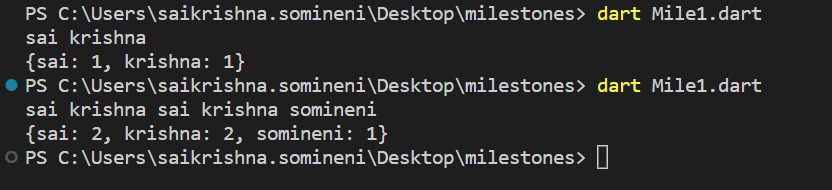 PS C:\Users\saikrishna.somineni\Desktop\milestones> dart Mile1.dart
sai krishna
{sai: 1, krishna: 1}
PS C:\Users\saikrishna.somineni\Desktop\milestones> dart Mile1.dart
sai krishna sai krishna somineni
{sai: 2, krishna: 2, somineni: 1}
PS C:\Users\saikrishna.somineni\Desktop\milestones>